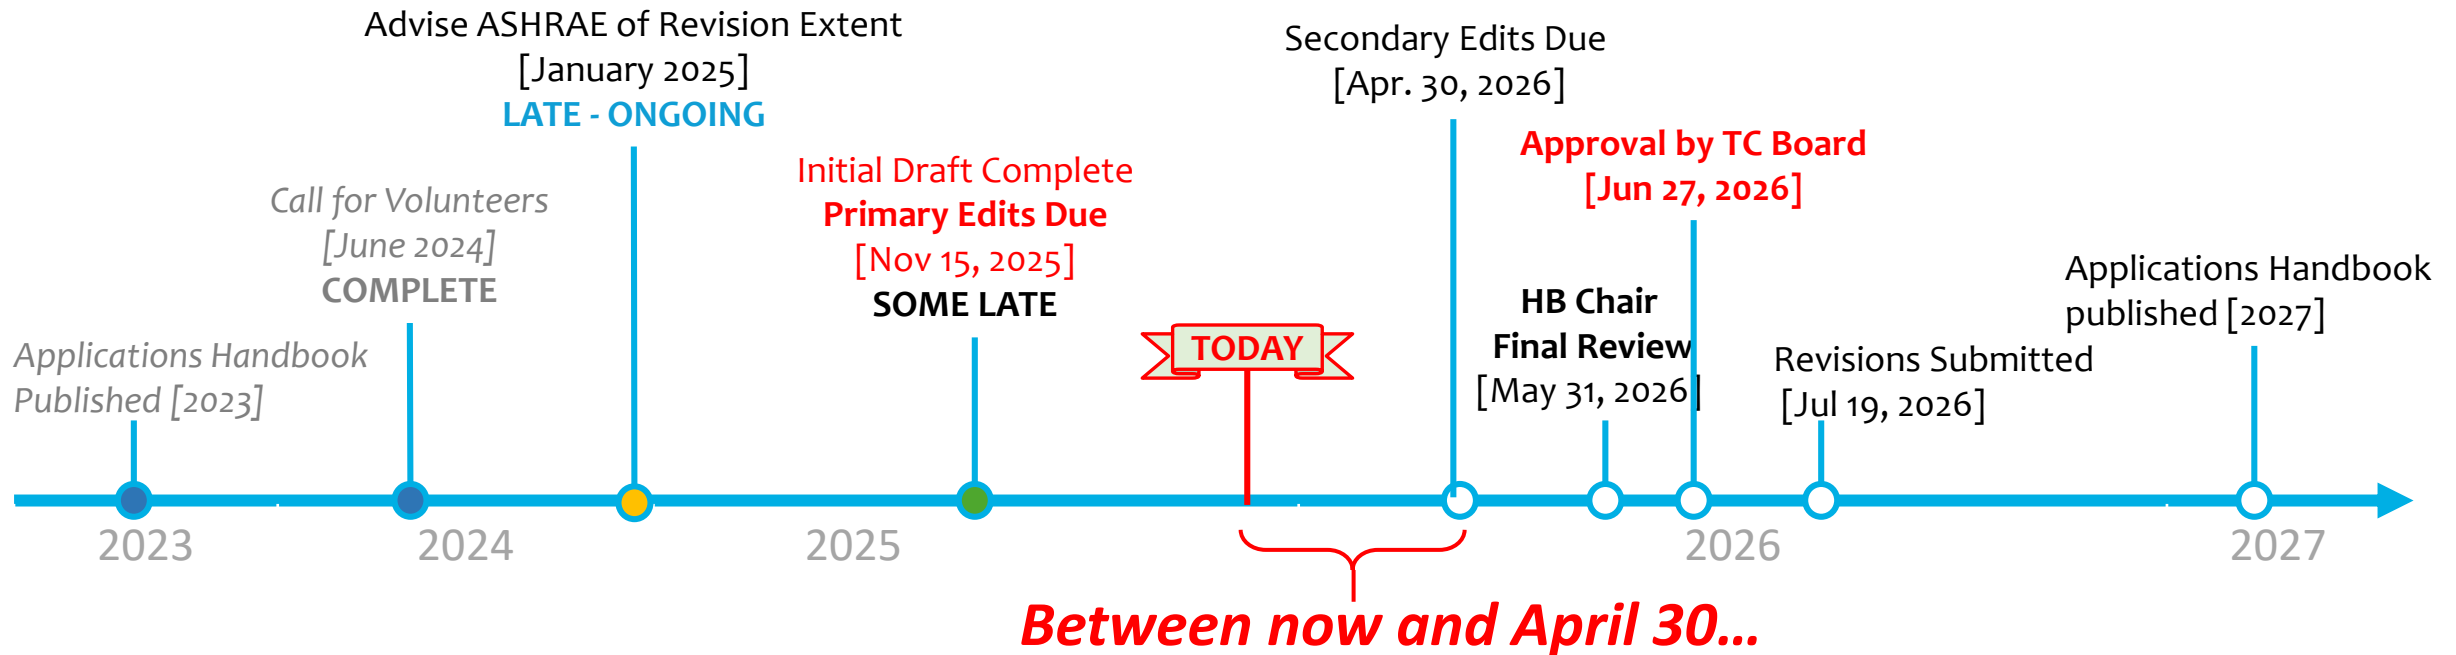 Advise ASHRAE of Revision Extent
[January 2025]
LATE - ONGOING
Secondary Edits Due
[Apr. 30, 2026]
Approval by TC Board
[Jun 27, 2026]
Initial Draft Complete
Primary Edits Due
[Nov 15, 2025]
SOME LATE
Call for Volunteers
[June 2024]
COMPLETE
Applications Handbook
published [2027]
HB Chair
Final Review
[May 31, 2026]
TODAY
Applications Handbook
Published [2023]
Revisions Submitted
[Jul 19, 2026]
2023
2024
2025
2026
2027
Between now and April 30...